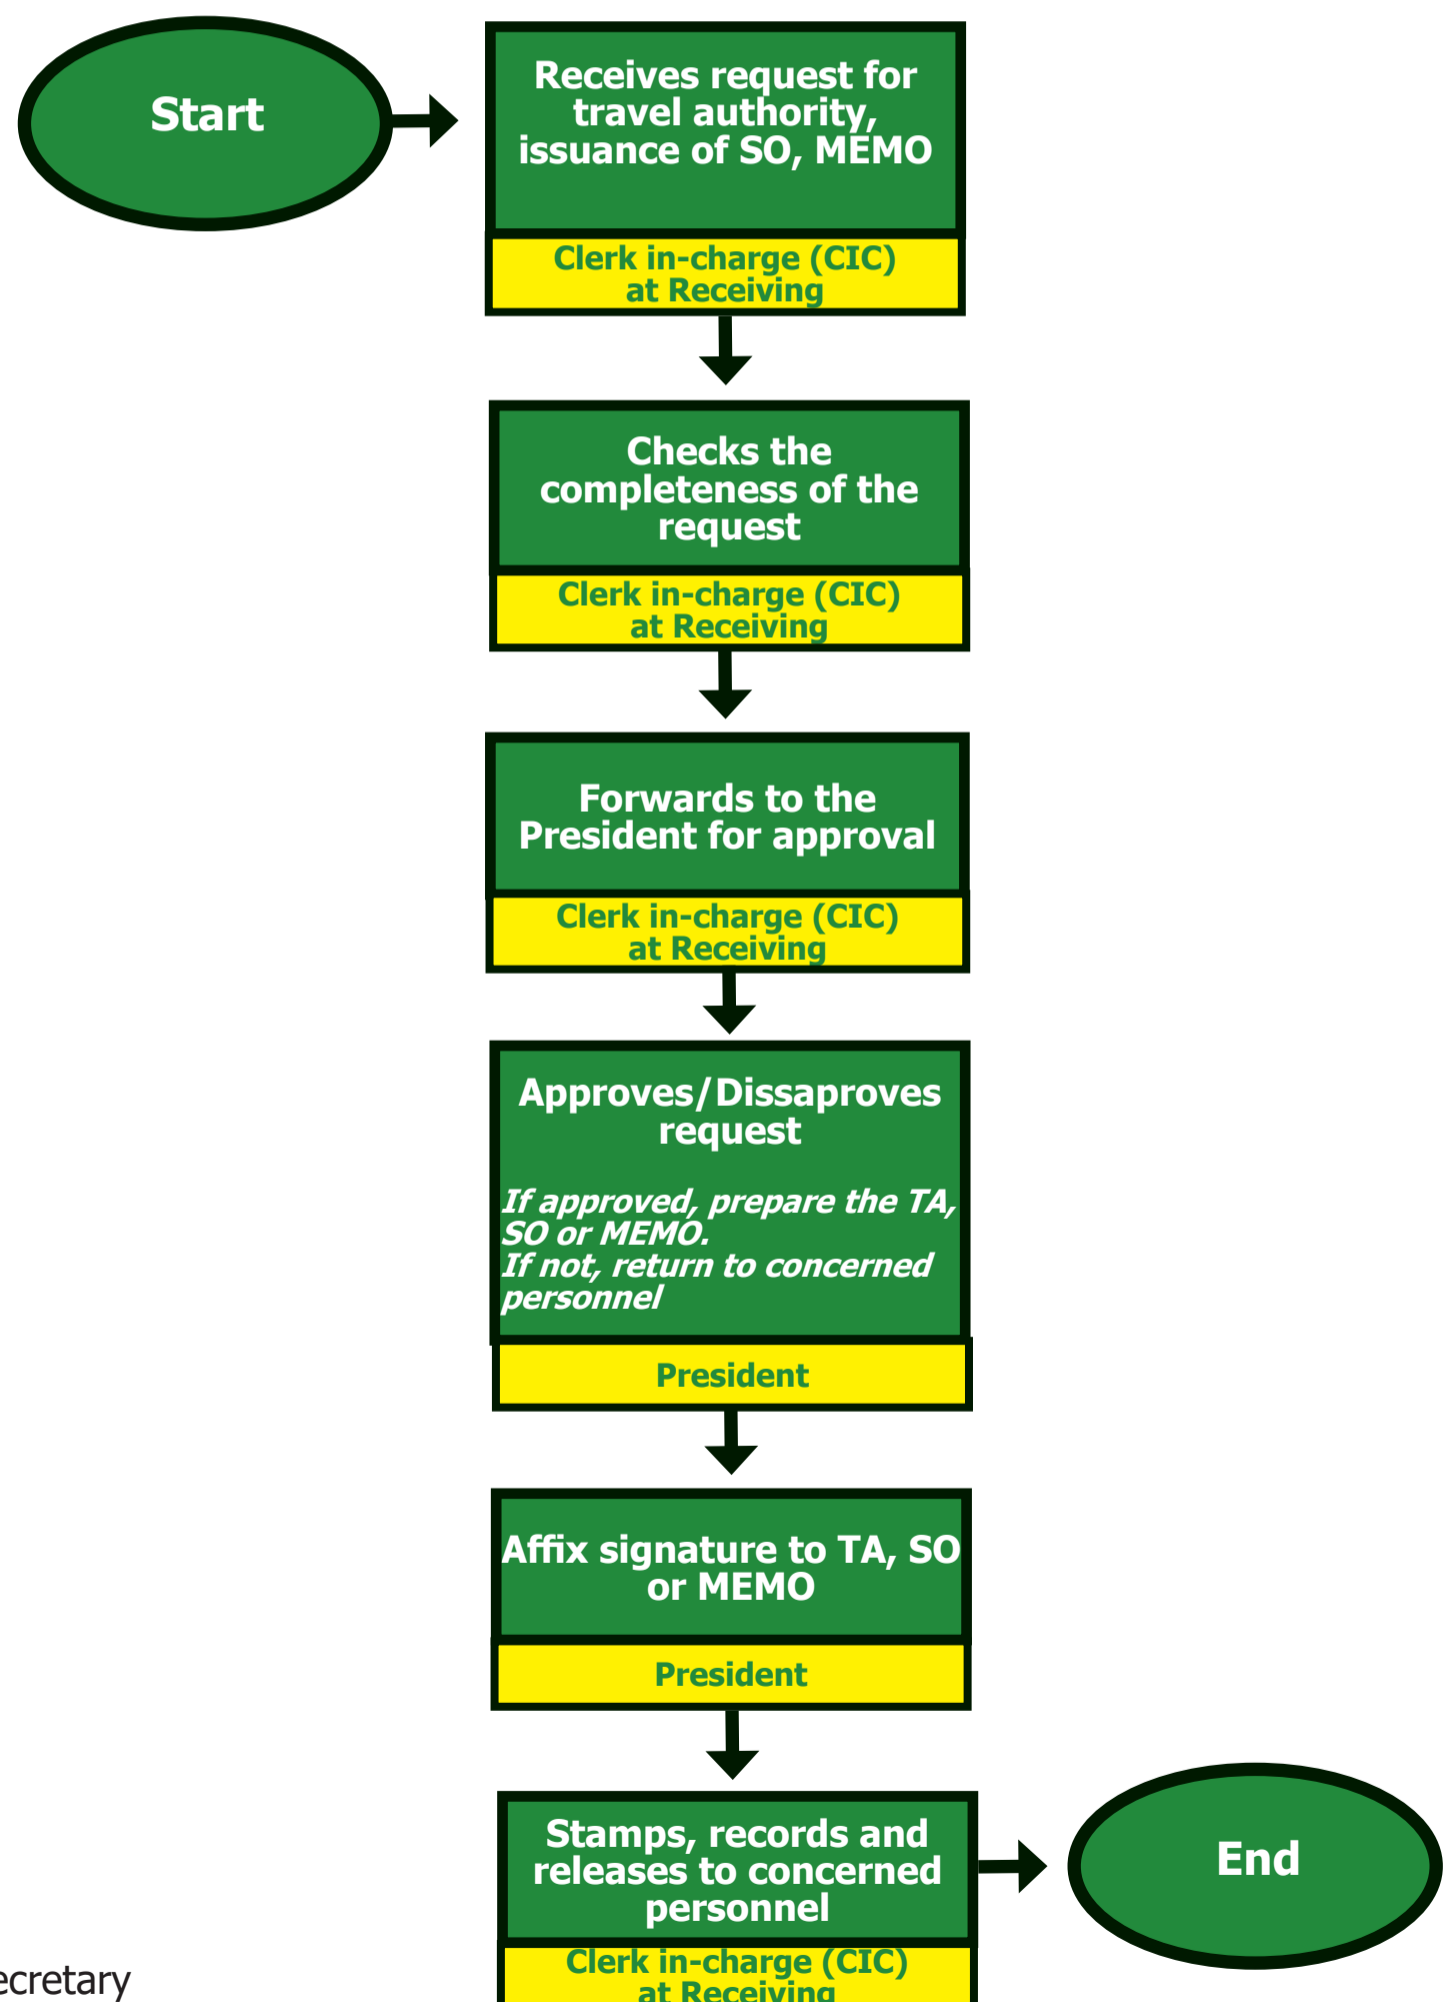 Start
Receives request for
travel authority,
issuance of SO, MEMO
Clerk in-charge (CIC)
at Receiving
Checks the
completeness of the
request
Clerk in-charge (CIC)
at Receiving
Forwards to the
President for approval
Clerk in-charge (CIC)
at Receiving
Approves/Dissaproves
request
If approved, prepare the TA,
SO or MEMO.
If not, return to concerned
personnel
President
Affix signature to TA, SO
or MEMO
President
Stamps, records and
releases to concerned
personnel
Clerk in-charge (CIC)
at Receiving
End
ecretary